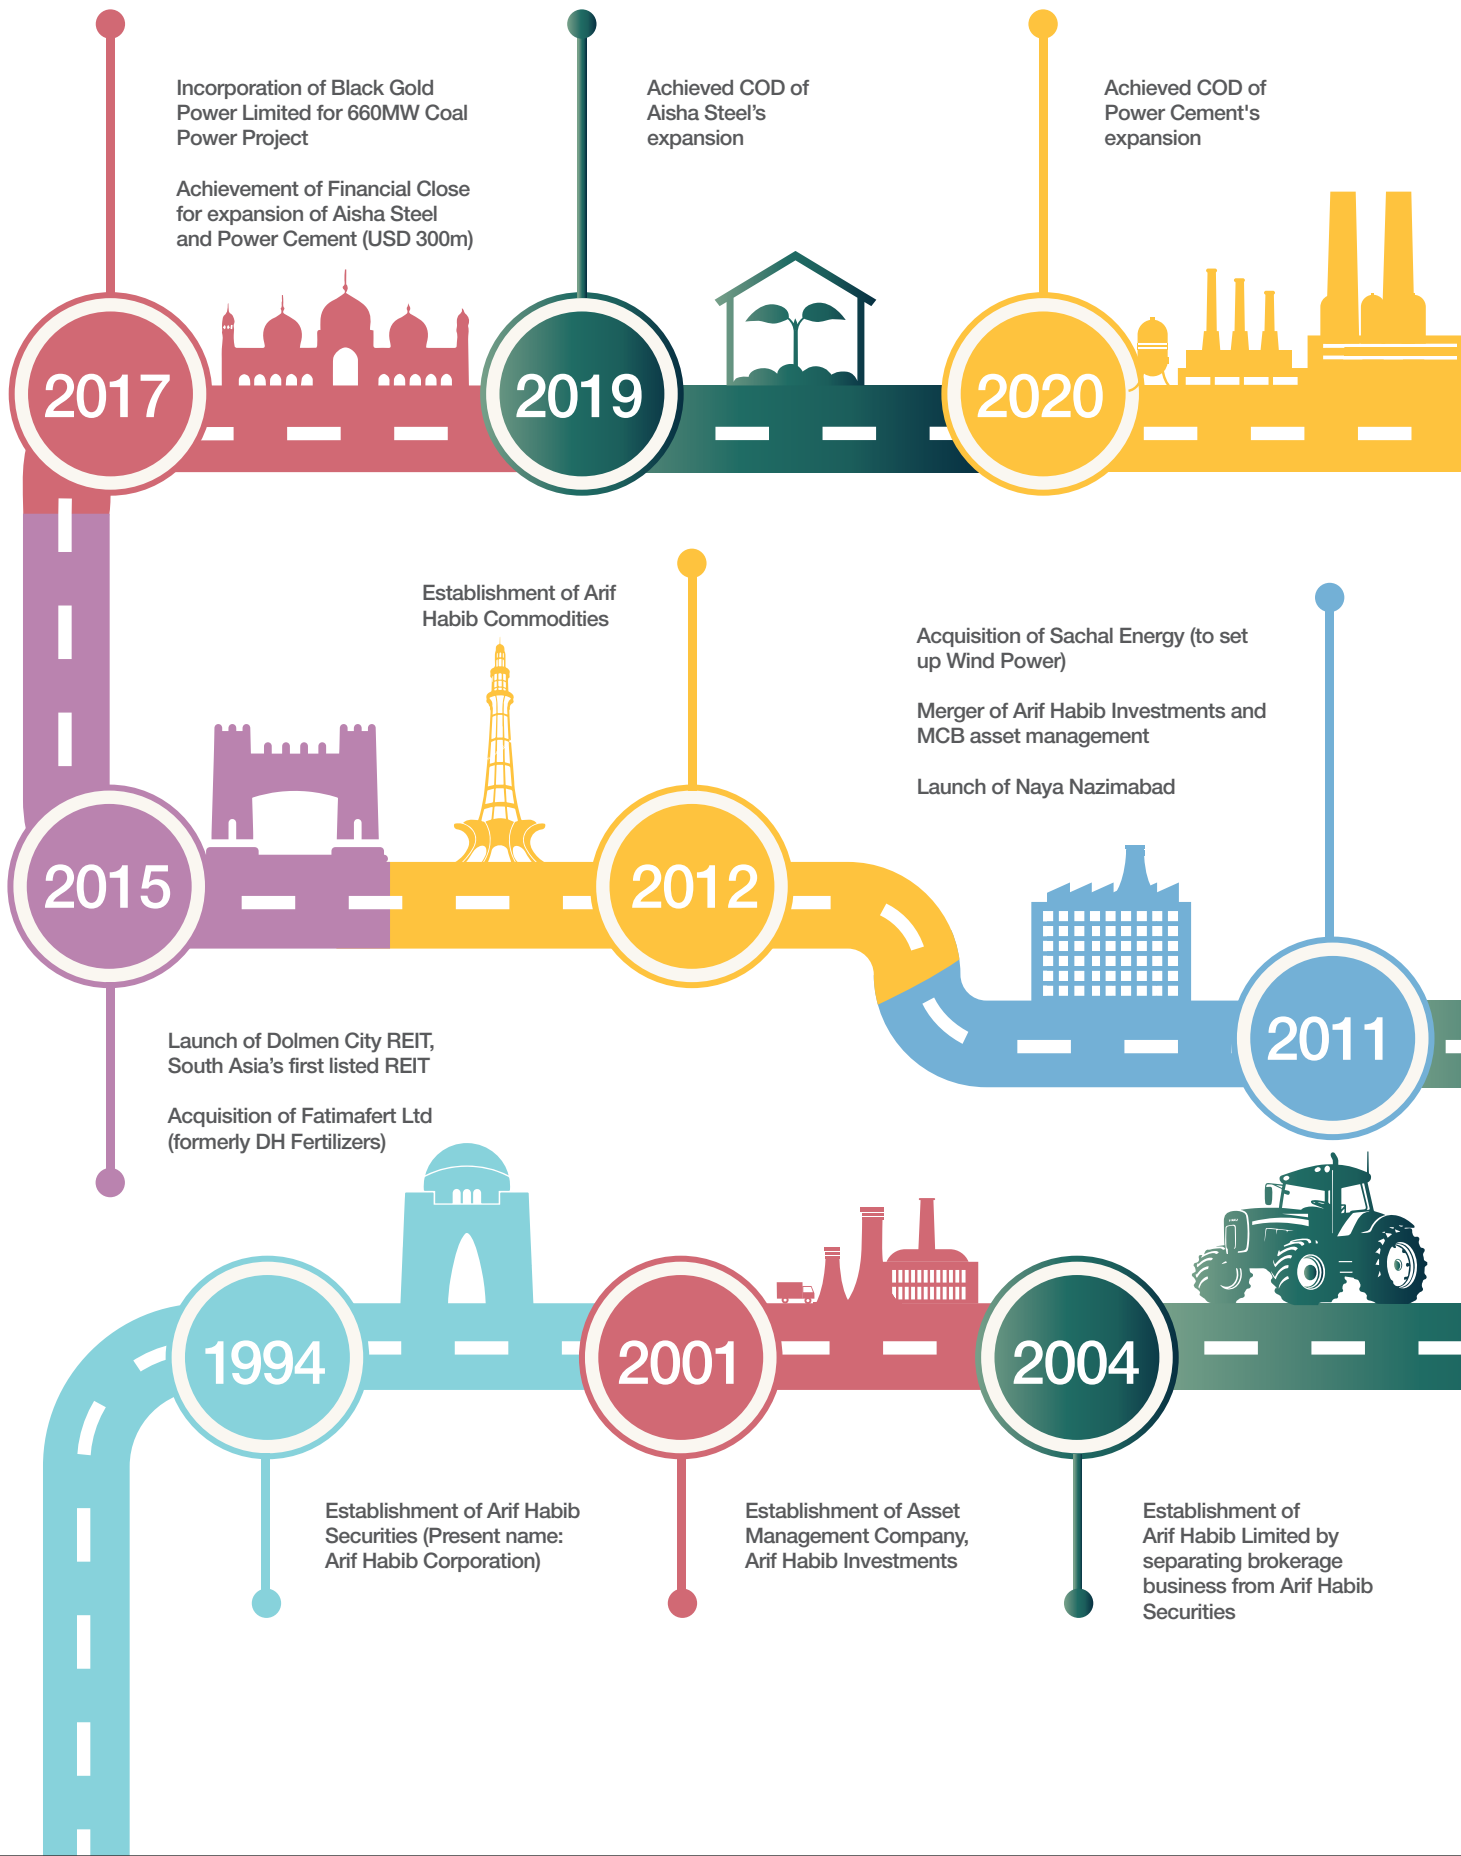 Incorporation of Black Gold
Power Limited for 660MW Coal
Power Project
Achievement of Financial Close
for expansion of Aisha Steel
and Power Cement (USD 300m)
Achieved COD of
Aisha Steel’s
expansion
Achieved COD of
Power Cement's
expansion
2017
2019
2020
Establishment of Arif
Habib Commodities
Acquisition of Sachal Energy (to set
up Wind Power)
Merger of Arif Habib Investments and
MCB asset management
Launch of Naya Nazimabad
2015
2012
2011
Launch of Dolmen City REIT,
South Asia’s first listed REIT
Acquisition of Fatimafert Ltd
(formerly DH Fertilizers)
1994
2001
2004
Establishment of Arif Habib
Securities (Present name:
Arif Habib Corporation)
Establishment of Asset
Management Company,
Arif Habib Investments
Establishment of
Arif Habib Limited by
separating brokerage
business from Arif Habib
Securities